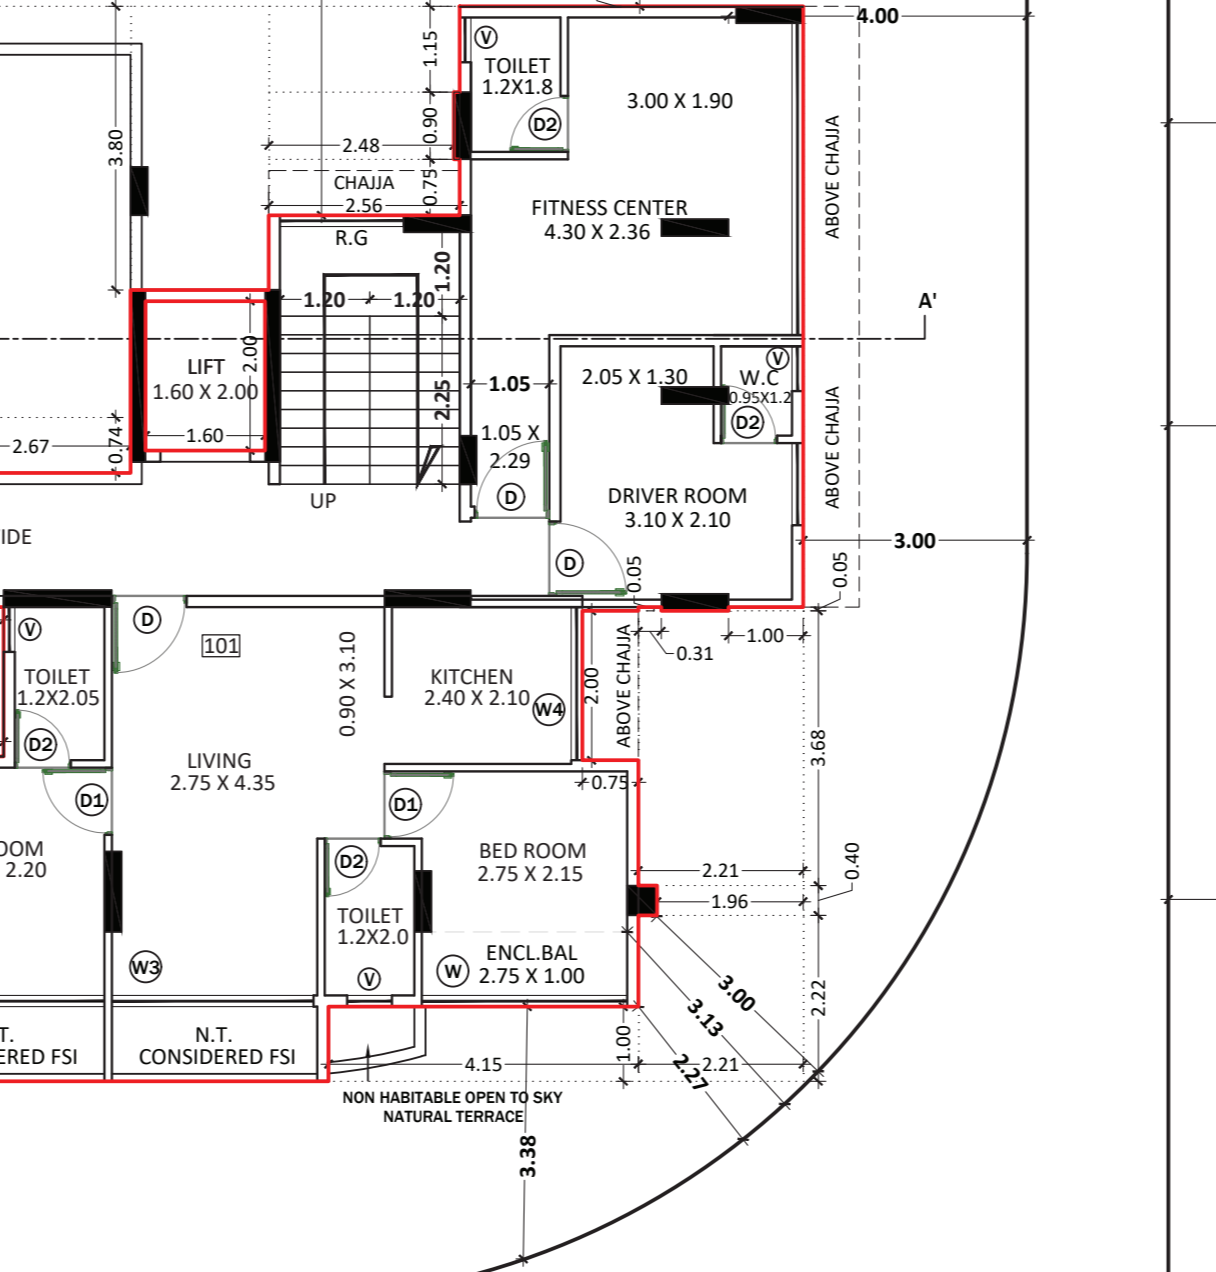 4.00
1.15
V
TOILET
1.2X1.8
D2
3.00 X 1.90
0.90
3.80
2.48
CHAJJA
0.75
2.56
ABOVE CHAJJA
FITNESS CENTER
4.30 X 2.36
R.G
1.20
1.20
1.20
A'
LIFT
1.60 X 2.00
2.00
1.60
2.25
1.05
2.05 X 1.30
V
W.C
0.95X1.2
D2
ABOVE CHAJJA
2.67
0.74
1.05 X
2.29
D
UP
DRIVER ROOM
3.10 X 2.10
IDE
3.00
D
0.05
0.05
V
D
101
0.90 X 3.10
TOILET
1.2X2.05
D2
KITCHEN
2.40 X 2.10
W4
2.00
ABOVE CHAJJA
0.31
1.00
3.68
LIVING
2.75 X 4.35
0.75
D1
D1
OOM
2.20
D2
BED ROOM
2.75 X 2.15
2.21
0.40
1.96
TOILET
1.2X2.0
W3
V
W
ENCL.BAL
2.75 X 1.00
3.00
3.13
2.22
T.
ERED FSI
N.T.
CONSIDERED FSI
1.00
4.15
2.21
2.27
NON HABITABLE OPEN TO SKY
NATURAL TERRACE
3.38